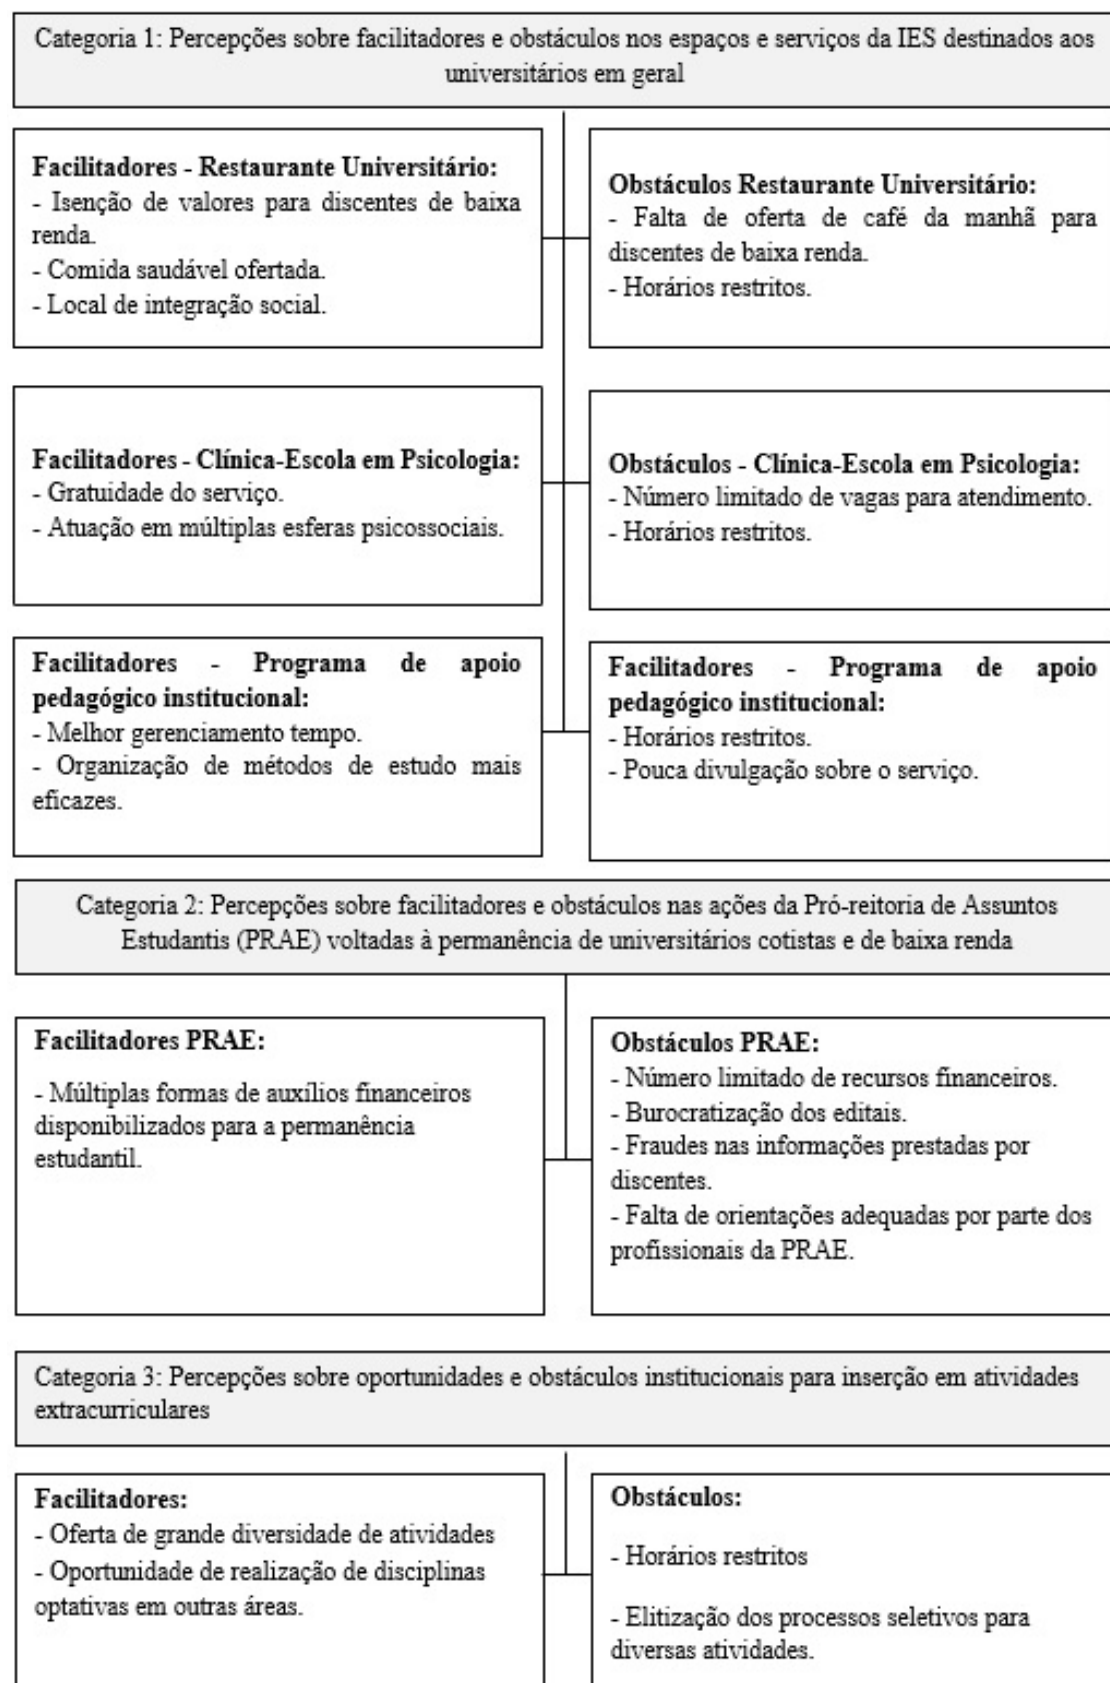 Categoria 1: Percepções sobre facilitadores e obstáculos nos espaços e serviços da IES destinados aos
universitários em geral
Facilitadores - Restaurante Universitário:
- Isenção de valores para discentes de baixa
renda.
- Comida saudável ofertada.
- Local de integração social.
Obstáculos Restaurante Universitário:
- Falta de oferta de café da manhã para
discentes de baixa renda.
- Horários restritos.
Facilitadores - Clínica-Escola em Psicologia:
- Gratuidade do serviço.
- Atuação em múltiplas esferas psicossociais.
Obstáculos - Clínica-Escola em Psicologia:
- Número limitado de vagas para atendimento.
- Horários restritos.
Facilitadores - Programa de apoio
pedagógico institucional:
- Melhor gerenciamento tempo.
- Organização de métodos de estudo mais
eficazes.
Facilitadores - Programa de apoio
pedagógico institucional:
- Horários restritos.
- Pouca divulgação sobre o serviço.
Categoria 2: Percepções sobre facilitadores e obstáculos nas ações da Pró-reitoria de Assuntos
Estudantis (PRAE) voltadas à permanência de universitários cotistas e de baixa renda
Facilitadores PRAE:
- Múltiplas formas de auxílios financeiros
disponibilizados para a permanência
estudantil.
Obstáculos PRAE:
- Número limitado de recursos financeiros.
- Burocratização dos editais.
- Fraudes nas informações prestadas por
discentes.
- Falta de orientações adequadas por parte dos
profissionais da PRAE.
Categoria 3: Percepções sobre oportunidades e obstáculos institucionais para inserção em atividades
extracurriculares
Facilitadores:
- Oferta de grande diversidade de atividades
- Oportunidade de realização de disciplinas
optativas em outras áreas.
Obstáculos:
- Horários restritos
- Elitização dos processos seletivos para
diversas atividades.